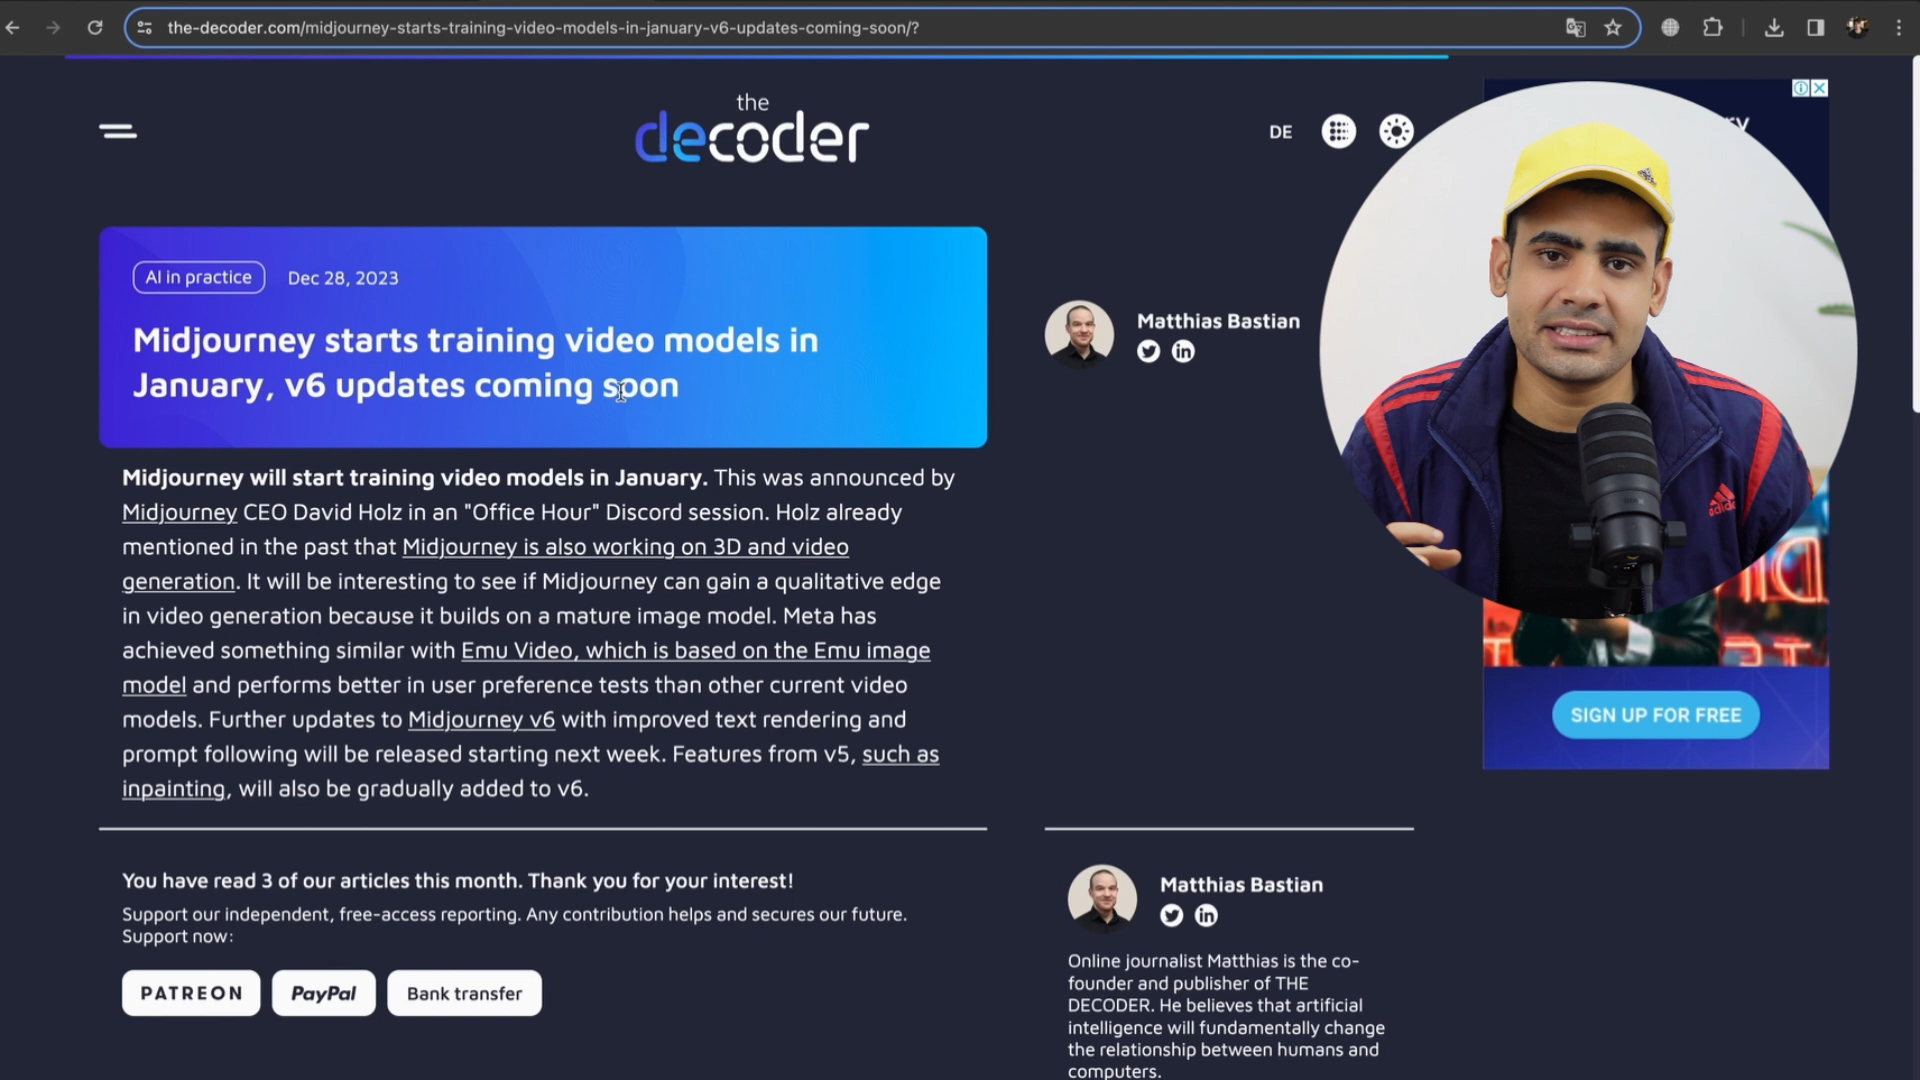 the-decoder.com/midjourney-starts-training-video-models-in-january-v6-updates-coming-soon/?
the
decoder
DE
AI in practice
Dec 28, 2023
Midjourney starts training video models in
January, v6 updates coming soon
Matthias Bastian
Midjourney will start training video models in January. This was announced by
Midjourney CEO David Holz in an "Office Hour" Discord session. Holz already
mentioned in the past that Midjourney is also working on 3D and video
generation. It will be interesting to see if Midjourney can gain a qualitative edge
in video generation because it builds on a mature image model. Meta has
achieved something similar with Emu Video, which is based on the Emu image
model and performs better in user preference tests than other current video
models. Further updates to Midjourney v6 with improved text rendering and
prompt following will be released starting next week. Features from v5, such as
inpainting, will also be gradually added to v6.
adidas
SIGN UP FOR FREE
You have read 3 of our articles this month. Thank you for your interest!
Support our independent, free-access reporting. Any contribution helps and secures our future.
Support now:
PATREON
PayPal
Bank transfer
Matthias Bastian
Online journalist Matthias is the co-
founder and publisher of THE
DECODER. He believes that artificial
intelligence will fundamentally change
the relationship between humans and
computers.